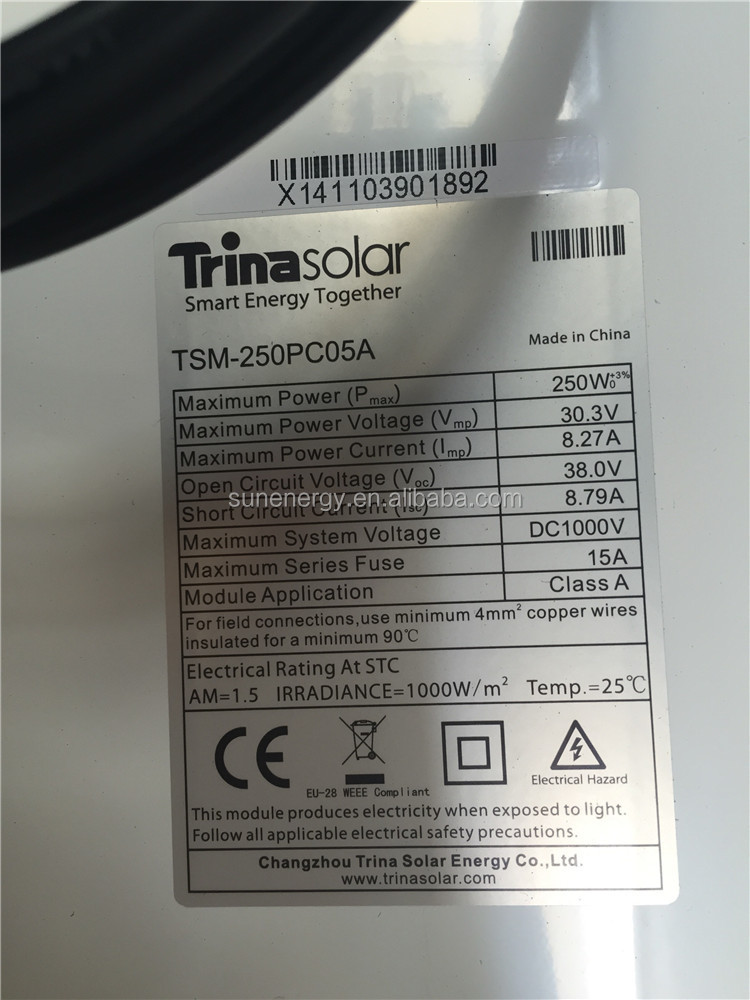 X141103901892
Trinasolar
Smart Energy Together
TSM-250PC05A
Made in China
Maximum Power (Pmax) 250W+3%0
Maximum Power Voltage (Vmp) 30.3V
Maximum Power Current (Imp) 8.27A
Open Circuit Voltage (Voc) 38.0V
sunenergy.en.alibaba.com
Short Circuit Current (Isc) 8.79A
Maximum System Voltage DC1000V
Maximum Series Fuse 15A
Module Application Class A
For field connections,use minimum 4mm² copper wires
insulated for a minimum 90℃
Electrical Rating At STC
AM=1.5 IRRADIANCE=1000W/m² Temp.=25℃
CE
EU-28 WEEE Compliant
Electrical Hazard
This module produces electricity when exposed to light.
Follow all applicable electrical safety precautions.
Changzhou Trina Solar Energy Co.,Ltd.
www.trinasolar.com